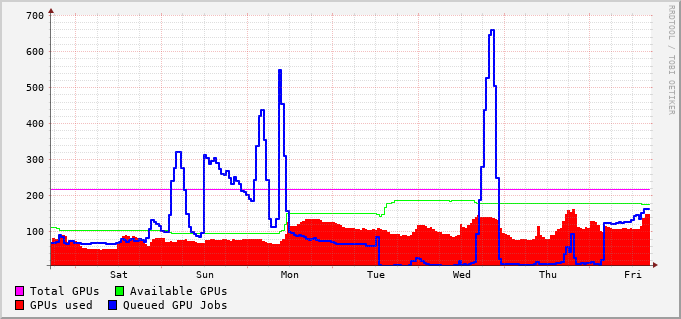 700
600
500
400
300
200
100
Sat Sun Mon Tue Wed Thu Fri
Total GPUs Available GPUs
GPUs used Queued GPU Jobs
RRDTOOL / TOBI OETIKER